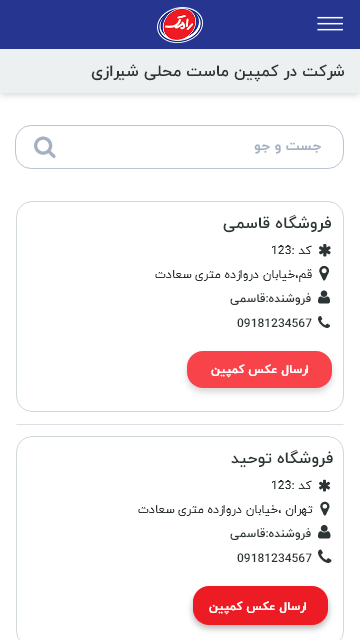 رامک
شرکت در کمپین ماست محلی شیرازی
جست و جو
فروشگاه قاسمی
کد :123
قم،خیابان دروازده متری سعادت
فروشنده:قاسمی
09181234567
ارسال عکس کمپین
فروشگاه توحید
کد :123
تهران ،خیابان دروازده متری سعادت
فروشنده:قاسمی
09181234567
ارسال عکس کمپین